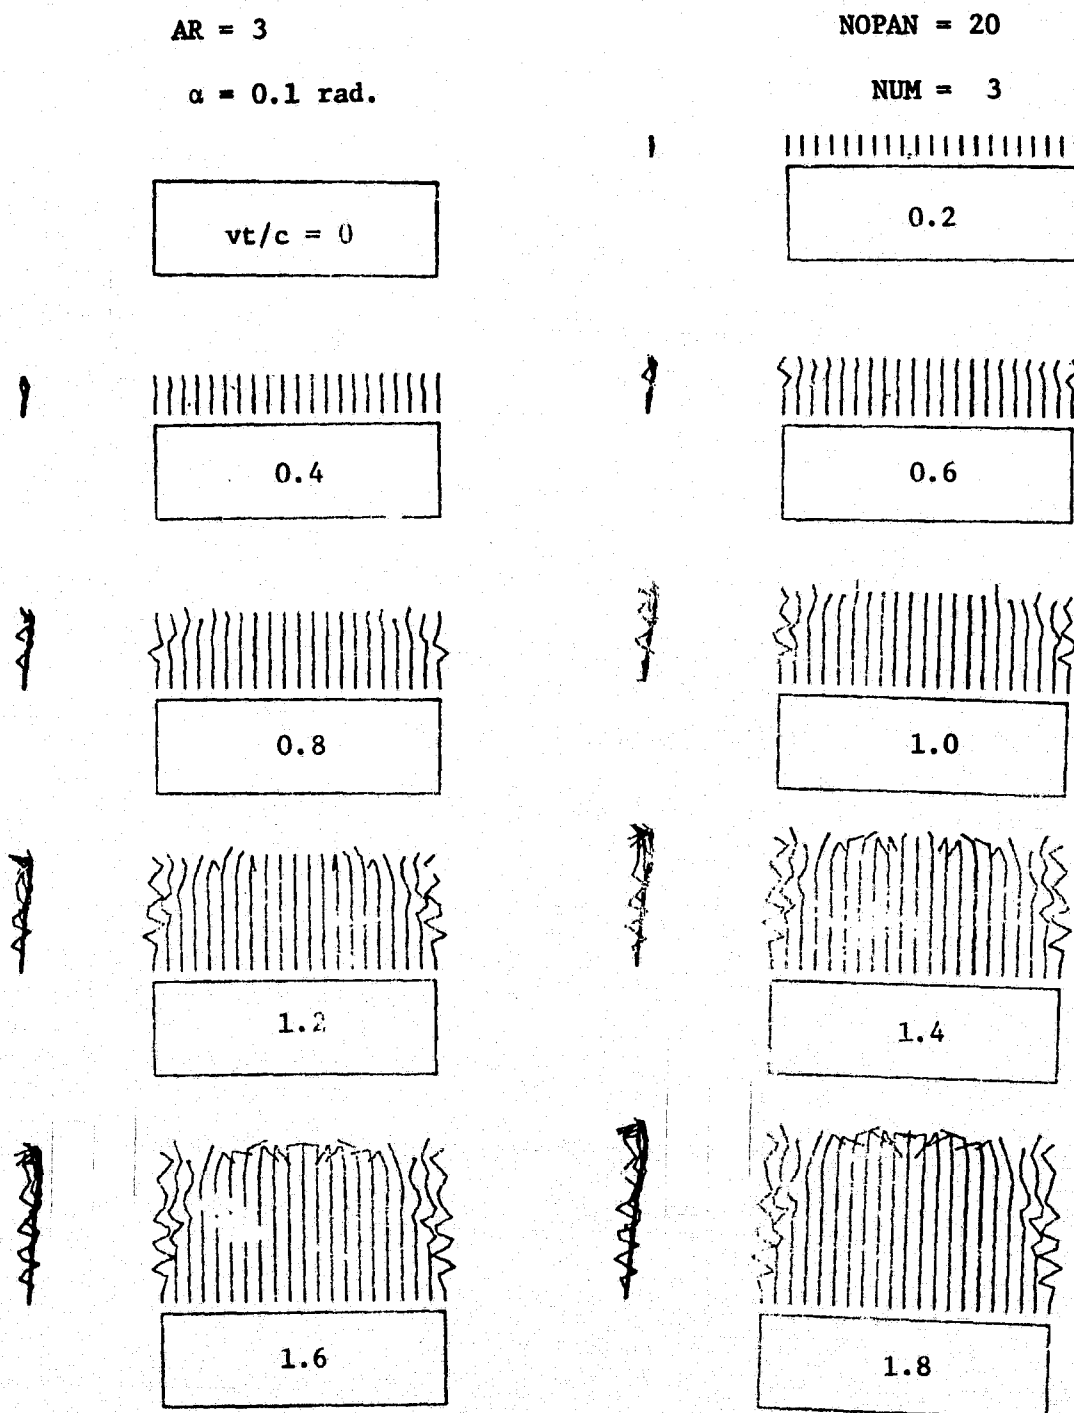 AR = 3
NOPAN = 20
α = 0.1 rad.
NUM = 3
vt/c = 0
0.2
0.4
0.6
0.8
1.0
1.2
1.4
1.6
1.8